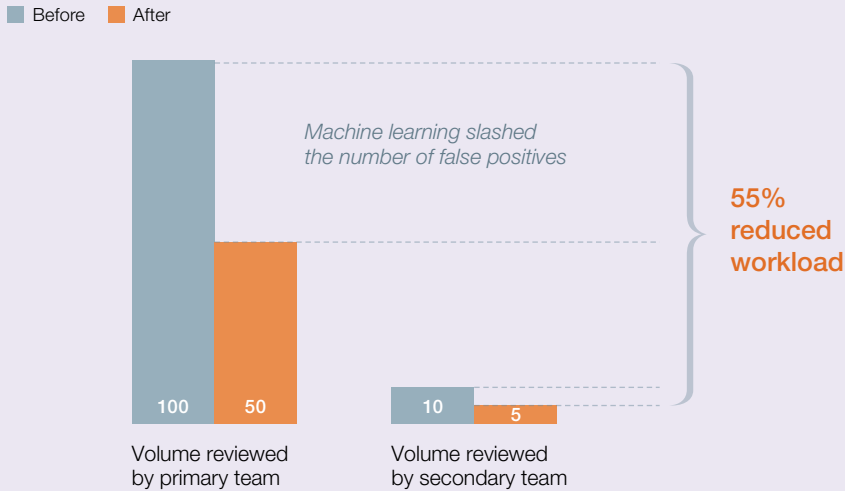 Before After
Machine learning slashed
the number of false positives
55%
reduced
workload
100 50
10 5
Volume reviewed
by primary team
Volume reviewed
by secondary team